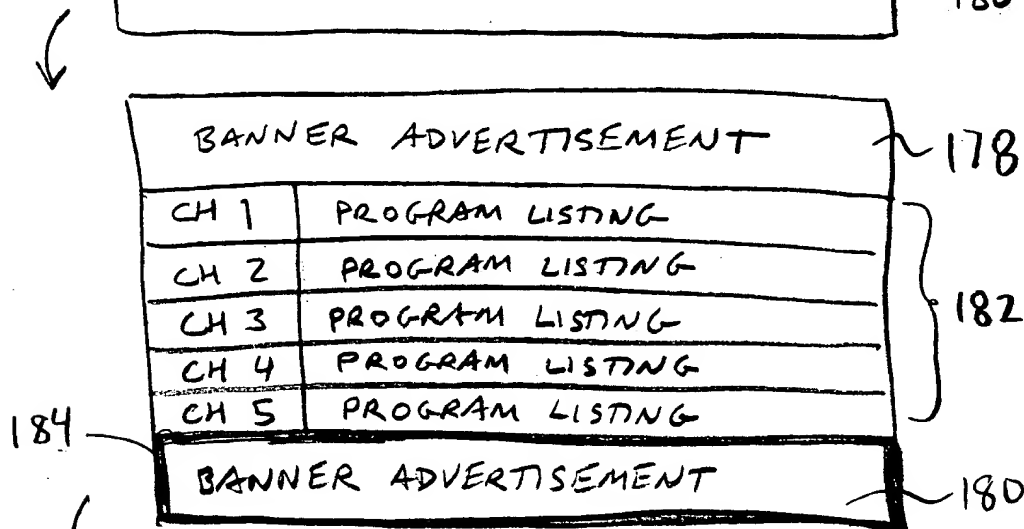 BANNER ADVERTISEMENT 178
CH 1 PROGRAM LISTING
CH 2 PROGRAM LISTING
182
CH 3 PROGRAM LISTING
CH 4 PROGRAM LISTING
CH 5 PROGRAM LISTING
184
BANNER ADVERTISEMENT 180